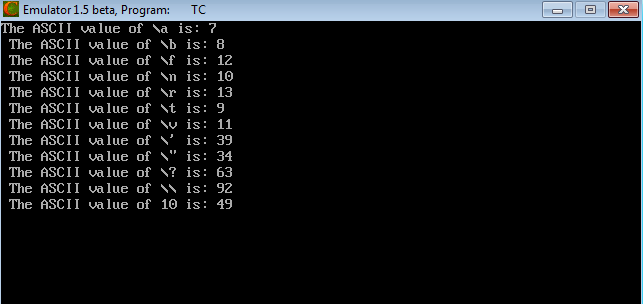 Emulator 1.5 beta, Program: TC
The ASCII value of \a is: 7
The ASCII value of \b is: 8
The ASCII value of \f is: 12
The ASCII value of \n is: 10
The ASCII value of \r is: 13
The ASCII value of \t is: 9
The ASCII value of \v is: 11
The ASCII value of \' is: 39
The ASCII value of \" is: 34
The ASCII value of \? is: 63
The ASCII value of \\ is: 92
The ASCII value of 10 is: 49